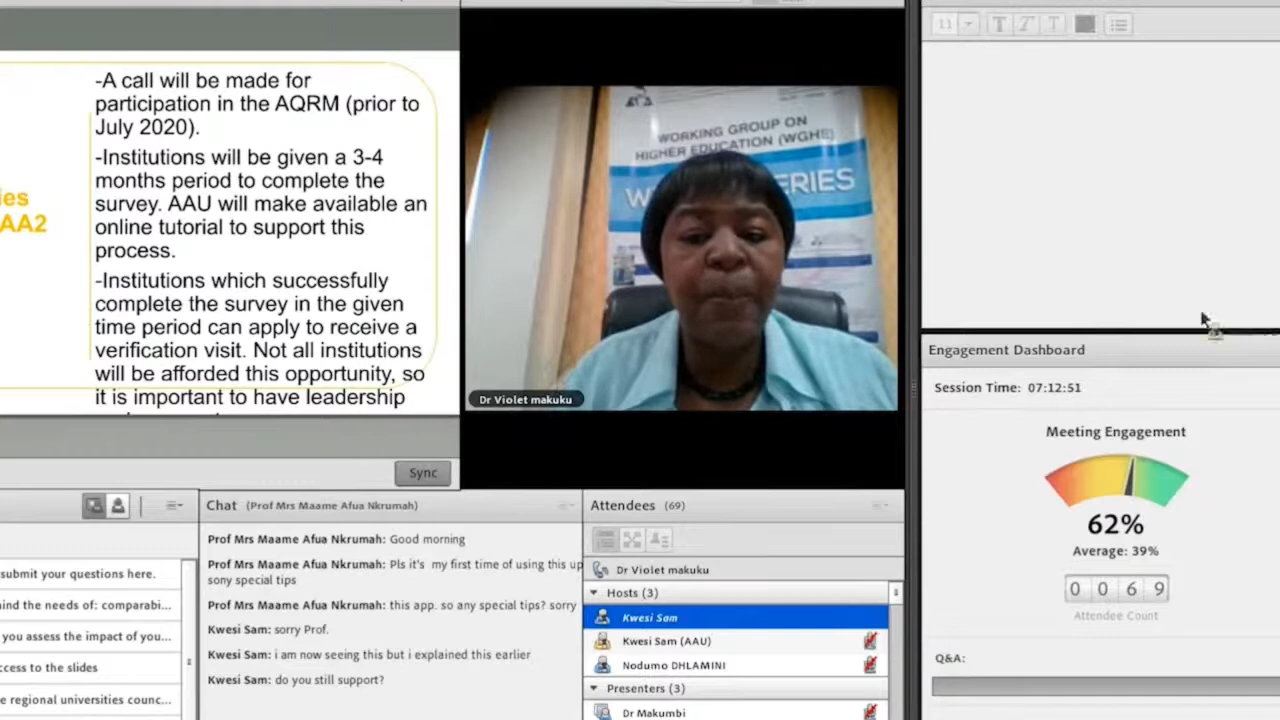 -A call will be made for
participation in the AQRM (prior to
July 2020).
-Institutions will be given a 3-4
months period to complete the
survey. AAU will make available an
online tutorial to support this
process.
-Institutions which successfully
complete the survey in the given
time period can apply to receive a
verification visit. Not all institutions
will be afforded this opportunity, so
it is important to have leadership
ies
AA2
Sync
WORKING GROUP ON
HIGHER EDUCATION (WGHE)
ERIES
Dr Violet makuku
11
T T T
Engagement Dashboard
Session Time: 07:12:51
Meeting Engagement
62%
Average: 39%
0 0 6 9
Attendee Count
Q&A:
submit your questions here.
ind the needs of: comparabi...
you assess the impact of you...
ccess to the slides
e regional universities counc...
Chat (Prof Mrs Maame Afua Nkrumah)
Prof Mrs Maame Afua Nkrumah: Good morning
Prof Mrs Maame Afua Nkrumah: Pls it's my first time of using this up
sony special tips
Prof Mrs Maame Afua Nkrumah: this app. so any special tips? sorry
Kwesi Sam: sorry Prof.
Kwesi Sam: i am now seeing this but i explained this earlier
Kwesi Sam: do you still support?
Attendees (69)
Dr Violet makuku
Hosts (3)
Kwesi Sam
Kwesi Sam (AAU)
Nodumo DHLAMINI
Presenters (3)
Dr Makumbi